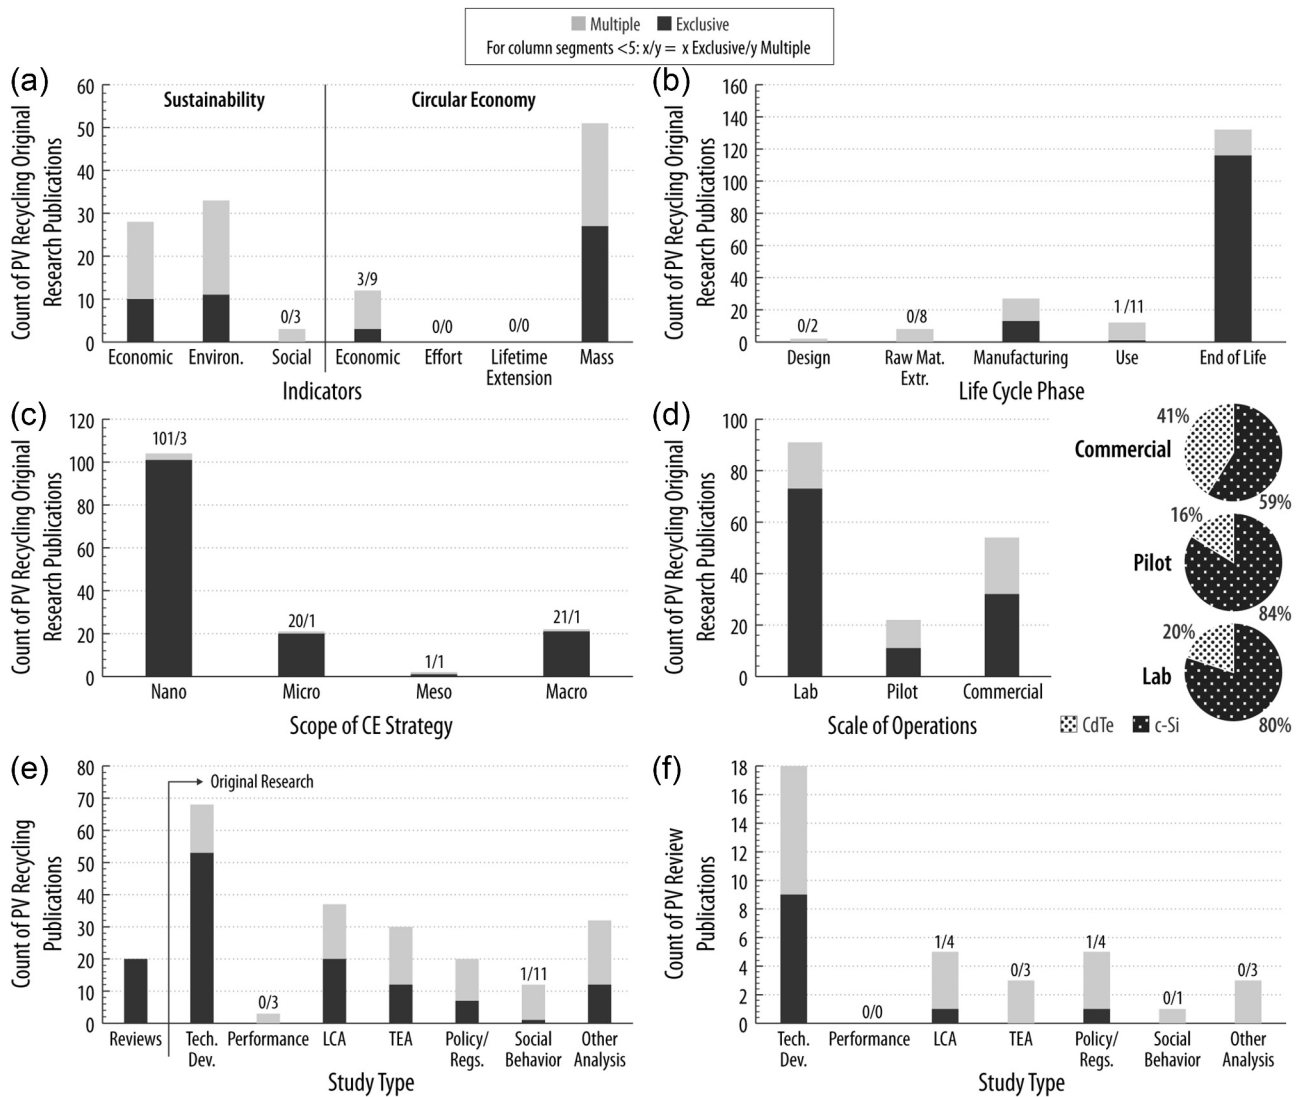 Multiple Exclusive
For column segments <5: x/y = x Exclusive/y Multiple
(a)
Count of PV Recycling Original
Research Publications
60
50
40
30
20
10
0
Sustainability
Circular Economy
0/3
3/9
0/0
0/0
Economic
Environ.
Social
Economic
Effort
Lifetime
Extension
Mass
Indicators
(b)
Count of PV Recycling Original
Research Publications
160
140
120
100
80
60
40
20
0
0/2
0/8
1 /11
Design
Raw Mat.
Extr.
Manufacturing
Use
End of Life
Life Cycle Phase
(c)
Count of PV Recycling Original
Research Publications
120
100
80
60
40
20
0
101/3
20/1
1/1
21/1
Nano
Micro
Meso
Macro
Scope of CE Strategy
(d)
Count of PV Recycling Original
Research Publications
100
80
60
40
20
0
Lab
Pilot
Commercial
Scale of Operations
41%
Commercial
59%
16%
Pilot
84%
20%
Lab
80%
CdTe c-Si
(e)
Count of PV Recycling
Publications
80
70
60
50
40
30
20
10
0
Original Research
0/3
1/11
Reviews
Tech.
Dev.
Performance
LCA
TEA
Policy/
Regs.
Social
Behavior
Other
Analysis
Study Type
(f)
Count of PV Review
Publications
18
16
14
12
10
8
6
4
2
0
0/0
1/4
0/3
1/4
0/1
0/3
Tech.
Dev.
Performance
LCA
TEA
Policy/
Regs.
Social
Behavior
Other
Analysis
Study Type